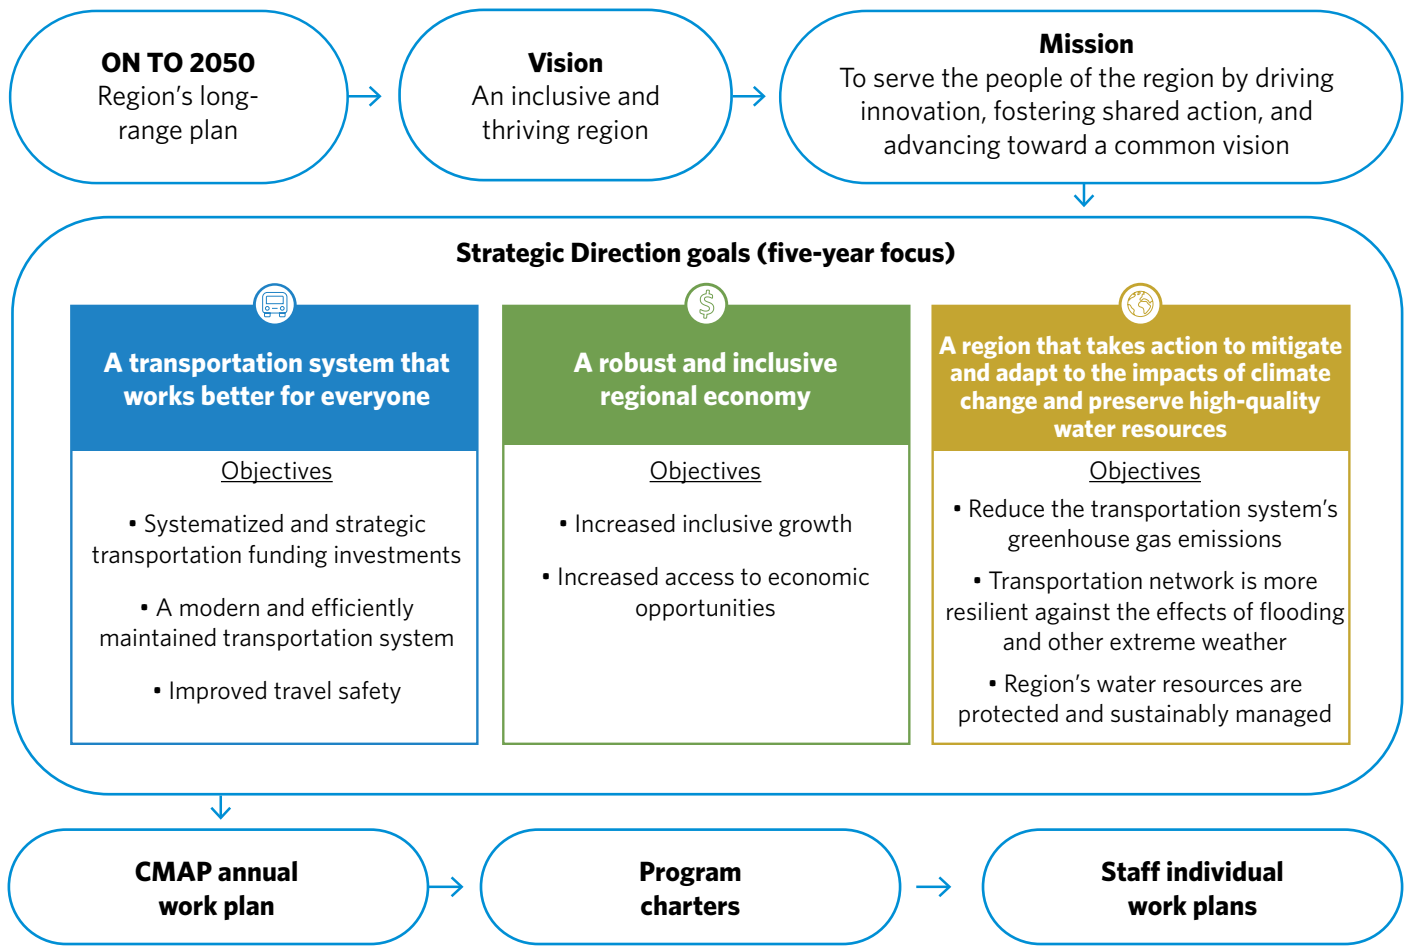 ON TO 2050
Region’s long-
range plan
Vision
An inclusive and
thriving region
Mission
To serve the people of the region by driving
innovation, fostering shared action, and
advancing toward a common vision
Strategic Direction goals (five-year focus)
A transportation system that
works better for everyone
Objectives
• Systematized and strategic
transportation funding investments
• A modern and efficiently
maintained transportation system
• Improved travel safety
$
A robust and inclusive
regional economy
Objectives
• Increased inclusive growth
• Increased access to economic
opportunities
A region that takes action to mitigate
and adapt to the impacts of climate
change and preserve high-quality
water resources
Objectives
• Reduce the transportation system’s
greenhouse gas emissions
• Transportation network is more
resilient against the effects of flooding
and other extreme weather
• Region’s water resources are
protected and sustainably managed
CMAP annual
work plan
Program
charters
Staff individual
work plans